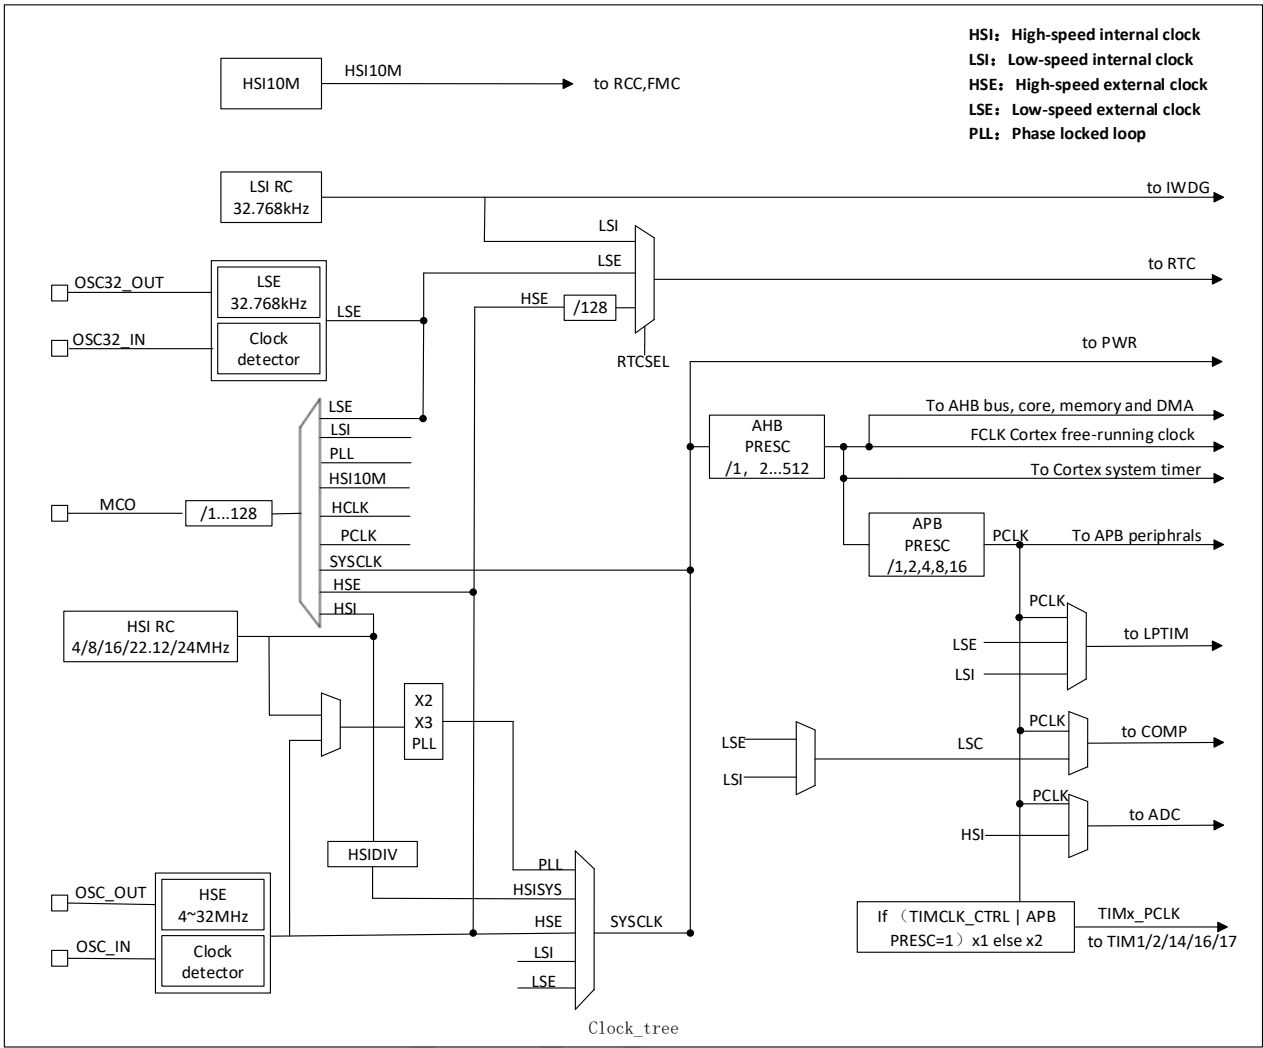 HSI：High-speed internal clock
LSI：Low-speed internal clock
HSE：High-speed external clock
LSE：Low-speed external clock
PLL：Phase locked loop
HSI10M
HSI10M
to RCC,FMC
LSI RC
32.768kHz
to IWDG
LSI
LSE
HSE
/128
RTCSEL
to RTC
OSC32_OUT
OSC32_IN
LSE
32.768kHz
Clock
detector
LSE
to PWR
LSE
LSI
PLL
HSI10M
HCLK
PCLK
SYSCLK
HSE
HSI
MCO
/1...128
AHB
PRESC
/1，2...512
To AHB bus, core, memory and DMA
FCLK Cortex free-running clock
To Cortex system timer
APB
PRESC
/1,2,4,8,16
PCLK
To APB periphrals
HSI RC
4/8/16/22.12/24MHz
PCLK
LSE
LSI
to LPTIM
X2
X3
PLL
LSE
LSI
LSC
PCLK
to COMP
PCLK
HSI
to ADC
HSIDIV
OSC_OUT
OSC_IN
HSE
4~32MHz
Clock
detector
PLL
HSISYS
HSE
LSI
LSE
SYSCLK
If （TIMCLK_CTRL | APB
PRESC=1）x1 else x2
TIMx_PCLK
to TIM1/2/14/16/17
Clock_tree